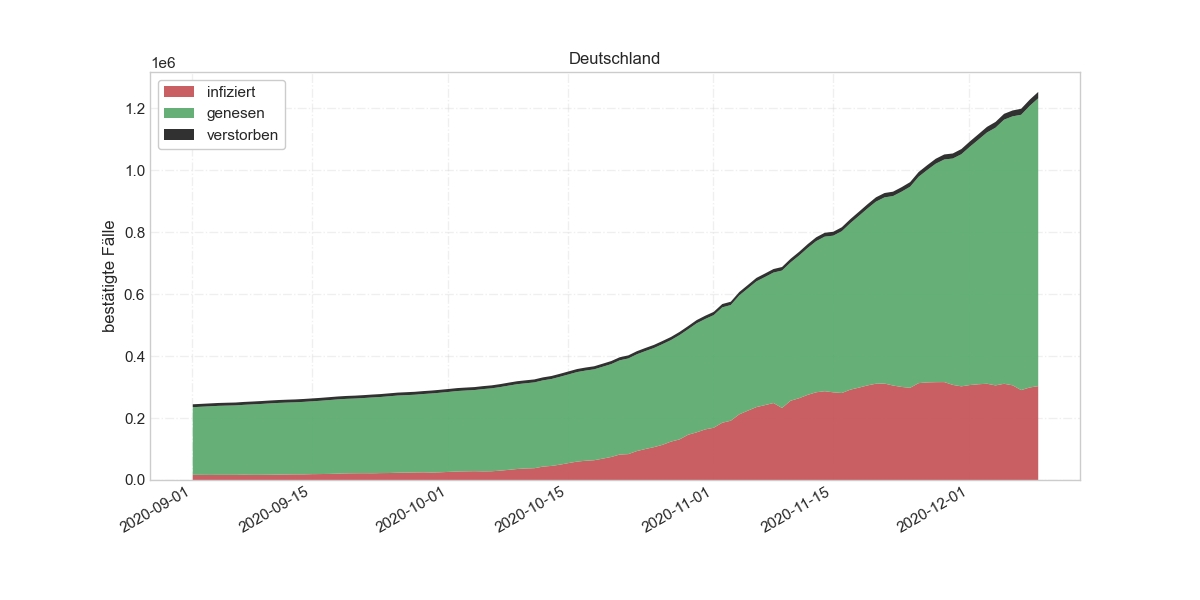 Deutschland
1e6
infiziert
genesen
verstorben
bestätigte Fälle
1.2
1.0
0.8
0.6
0.4
0.2
0.0
2020-09-01
2020-09-15
2020-10-01
2020-10-15
2020-11-01
2020-11-15
2020-12-01